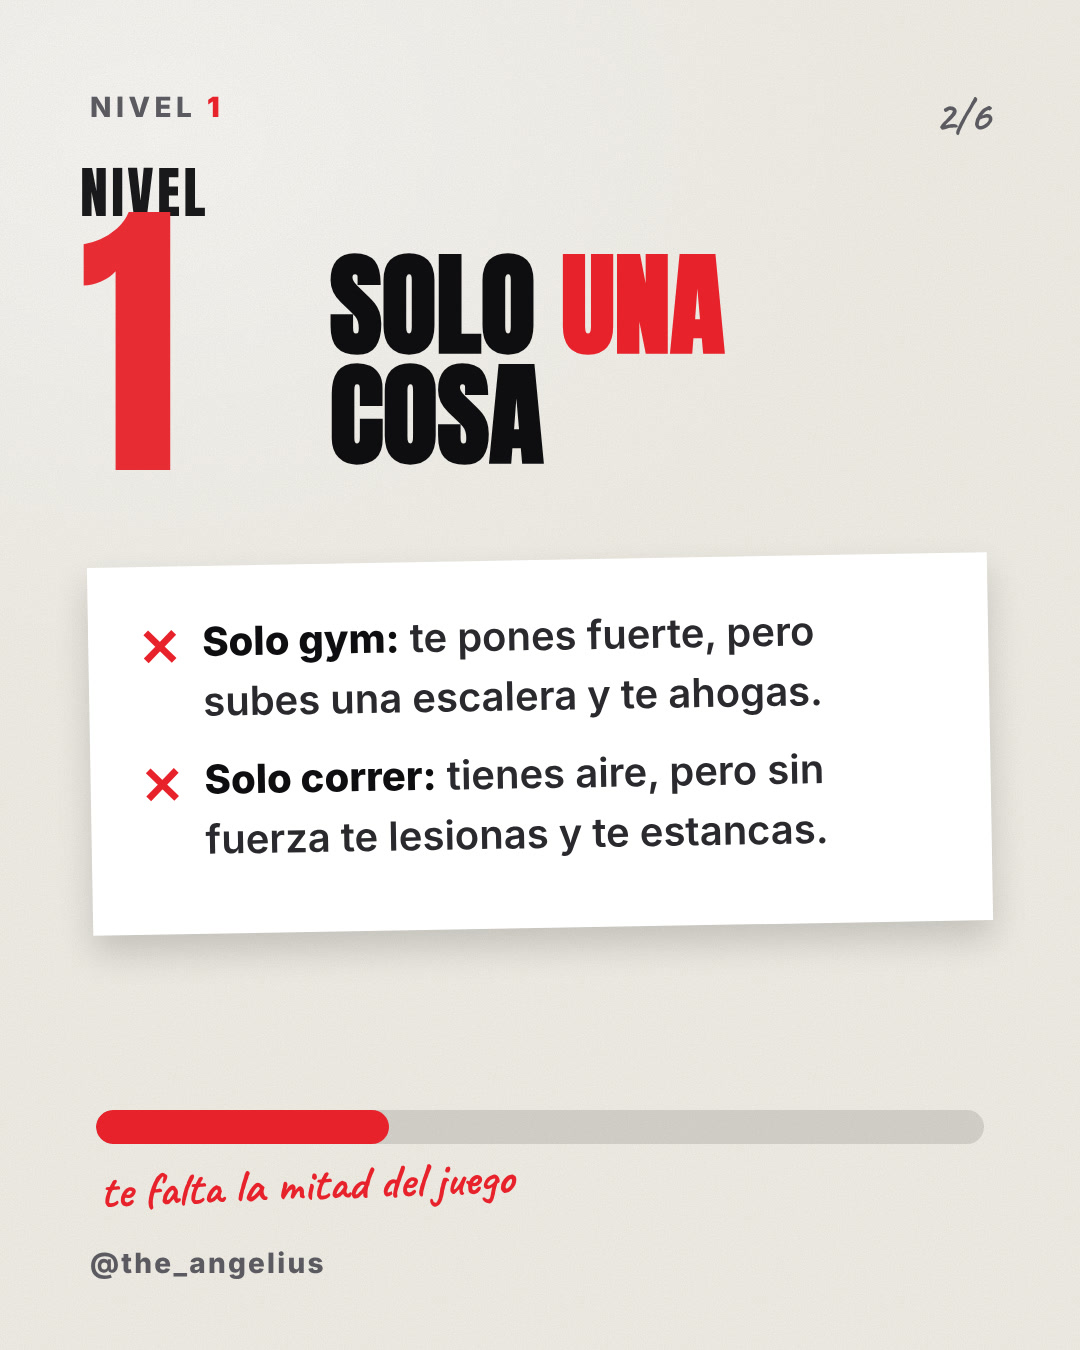 NIVEL 1
2/6
NIVEL
1
SOLO UNA
COSA
✕ Solo gym: te pones fuerte, pero
subes una escalera y te ahogas.
✕ Solo correr: tienes aire, pero sin
fuerza te lesionas y te estancas.
te falta la mitad del juego
@the_angelius